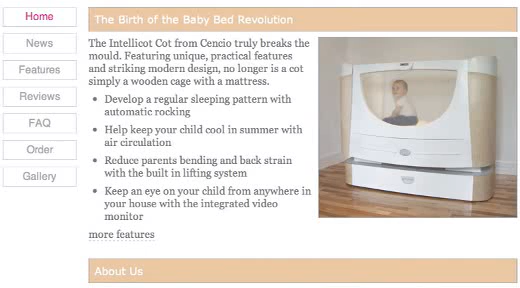 Home
News
Features
Reviews
FAQ
Order
Gallery
The Birth of the Baby Bed Revolution
The Intellicot Cot from Cencio truly breaks the
mould. Featuring unique, practical features
and striking modern design, no longer is a cot
simply a wooden cage with a mattress.
• Develop a regular sleeping pattern with
automatic rocking
• Help keep your child cool in summer with
air circulation
• Reduce parents bending and back strain
with the built in lifting system
• Keep an eye on your child from anywhere in
your house with the integrated video
monitor
more features
About Us